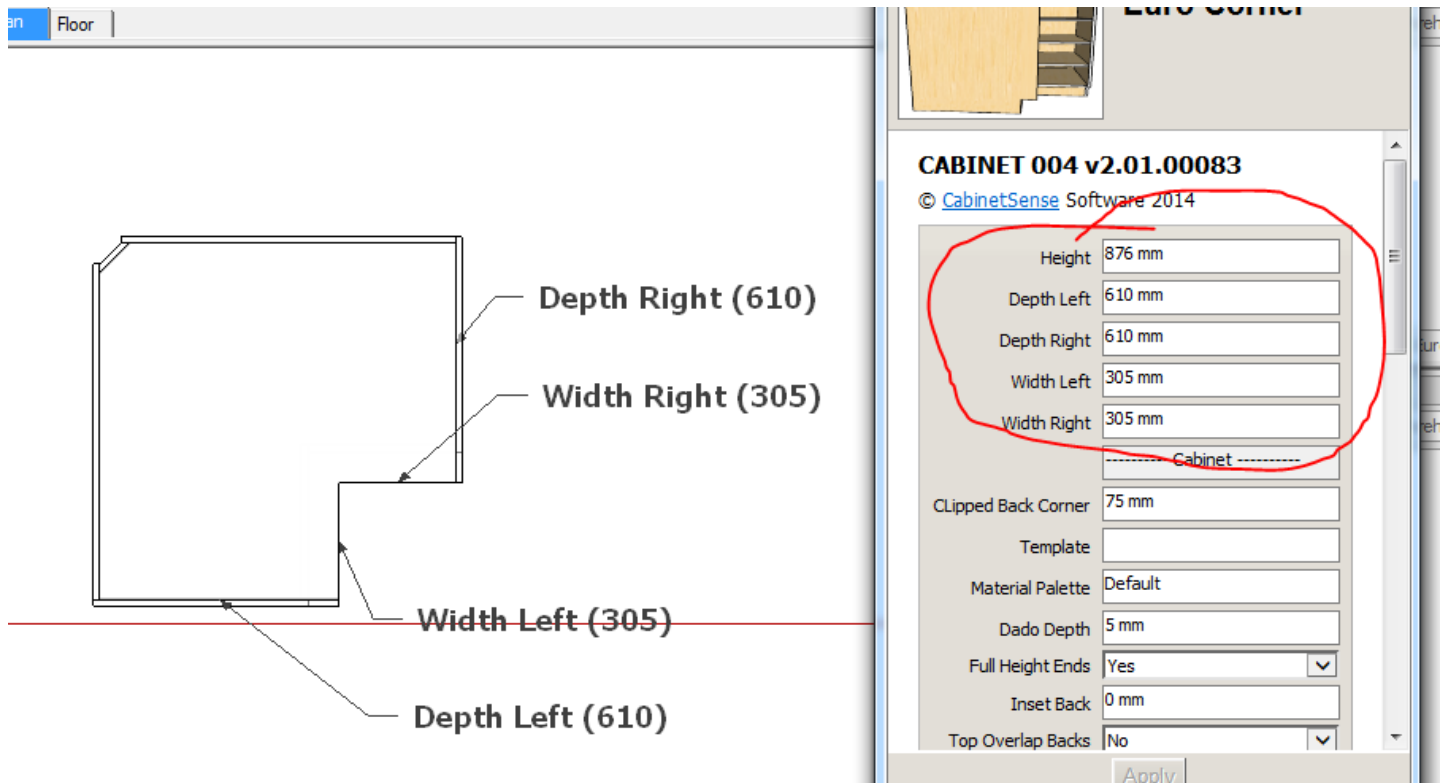 Floor
Depth Right (610)
Width Right (305)
Width Left (305)
Depth Left (610)
Euro Corner
CABINET 004 v2.01.00083
© CabinetSense Software 2014
Height 876 mm
Depth Left 610 mm
Depth Right 610 mm
Width Left 305 mm
Width Right 305 mm
---------- Cabinet ----------
CLipped Back Corner 75 mm
Template
Material Palette Default
Dado Depth 5 mm
Full Height Ends Yes
Inset Back 0 mm
Top Overlap Backs No
Apply